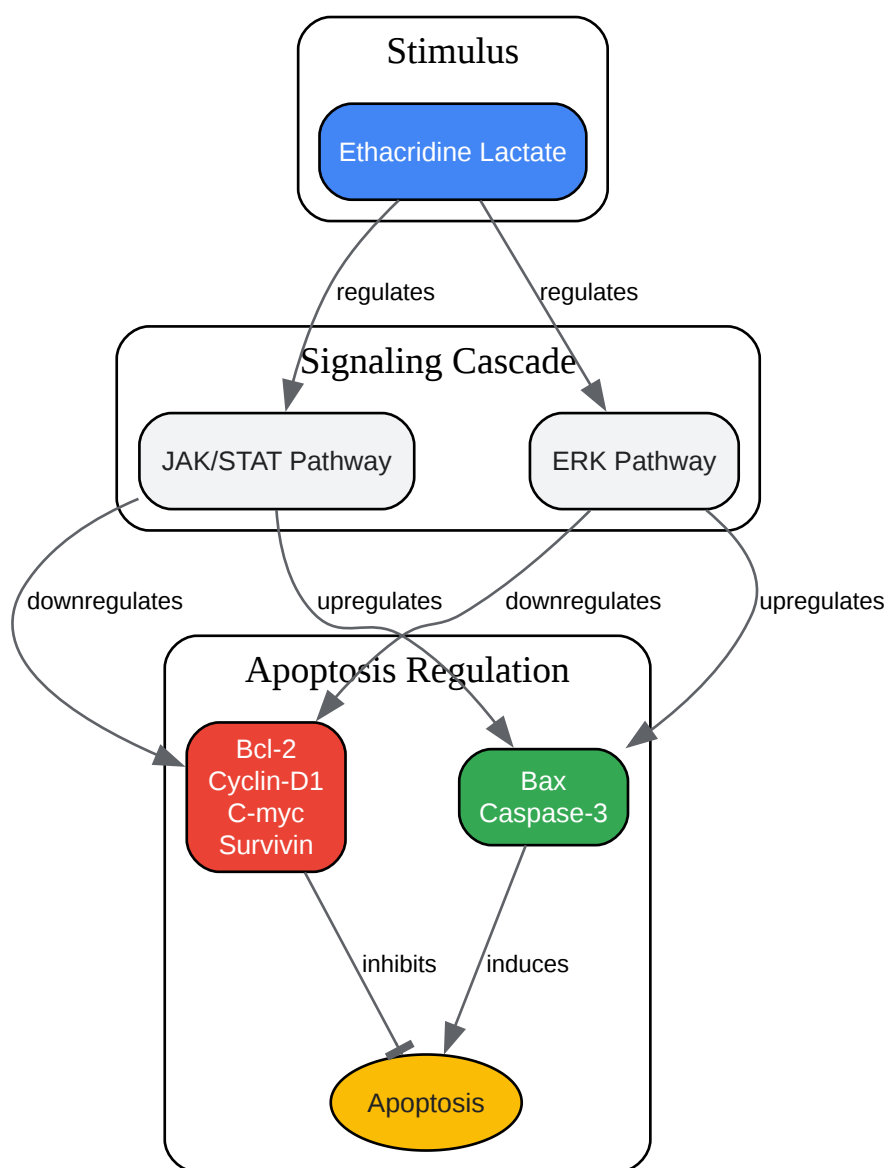 Stimulus
Ethacridine Lactate
regulates
regulates
Signaling Cascade
JAK/STAT Pathway
ERK Pathway
downregulates
upregulates
downregulates
upregulates
Apoptosis Regulation
Bcl-2
Cyclin-D1
C-myc
Survivin
Bax
Caspase-3
inhibits
induces
Apoptosis